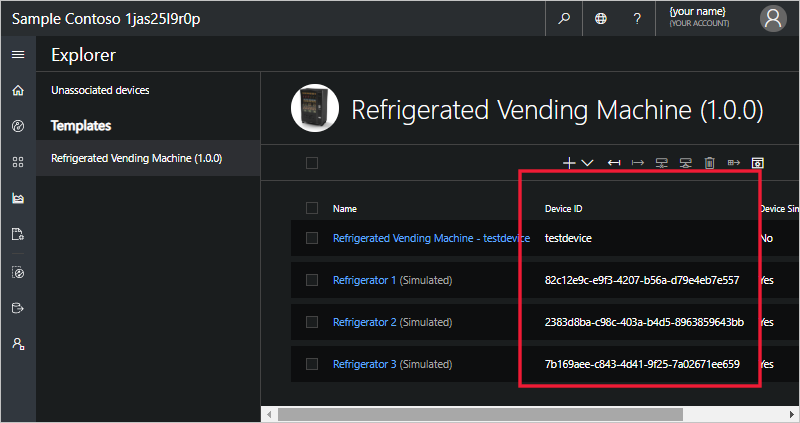 Sample Contoso 1jas25l9r0p
?
{your name}
(YOUR ACCOUNT)
Explorer
Unassociated devices
Templates
Refrigerated Vending Machine (1.0.0)
Refrigerated Vending Machine (1.0.0)
Name Device ID Device Sim
Refrigerated Vending Machine - testdevice testdevice No
Refrigerator 1 (Simulated) 82c12e9c-e9f3-4207-b56a-d79e4eb7e557 Yes
Refrigerator 2 (Simulated) 2383d8ba-c98c-403a-b4d5-8963859643bb Yes
Refrigerator 3 (Simulated) 7b169aee-c843-4d41-9f25-7a02671ee659 Yes